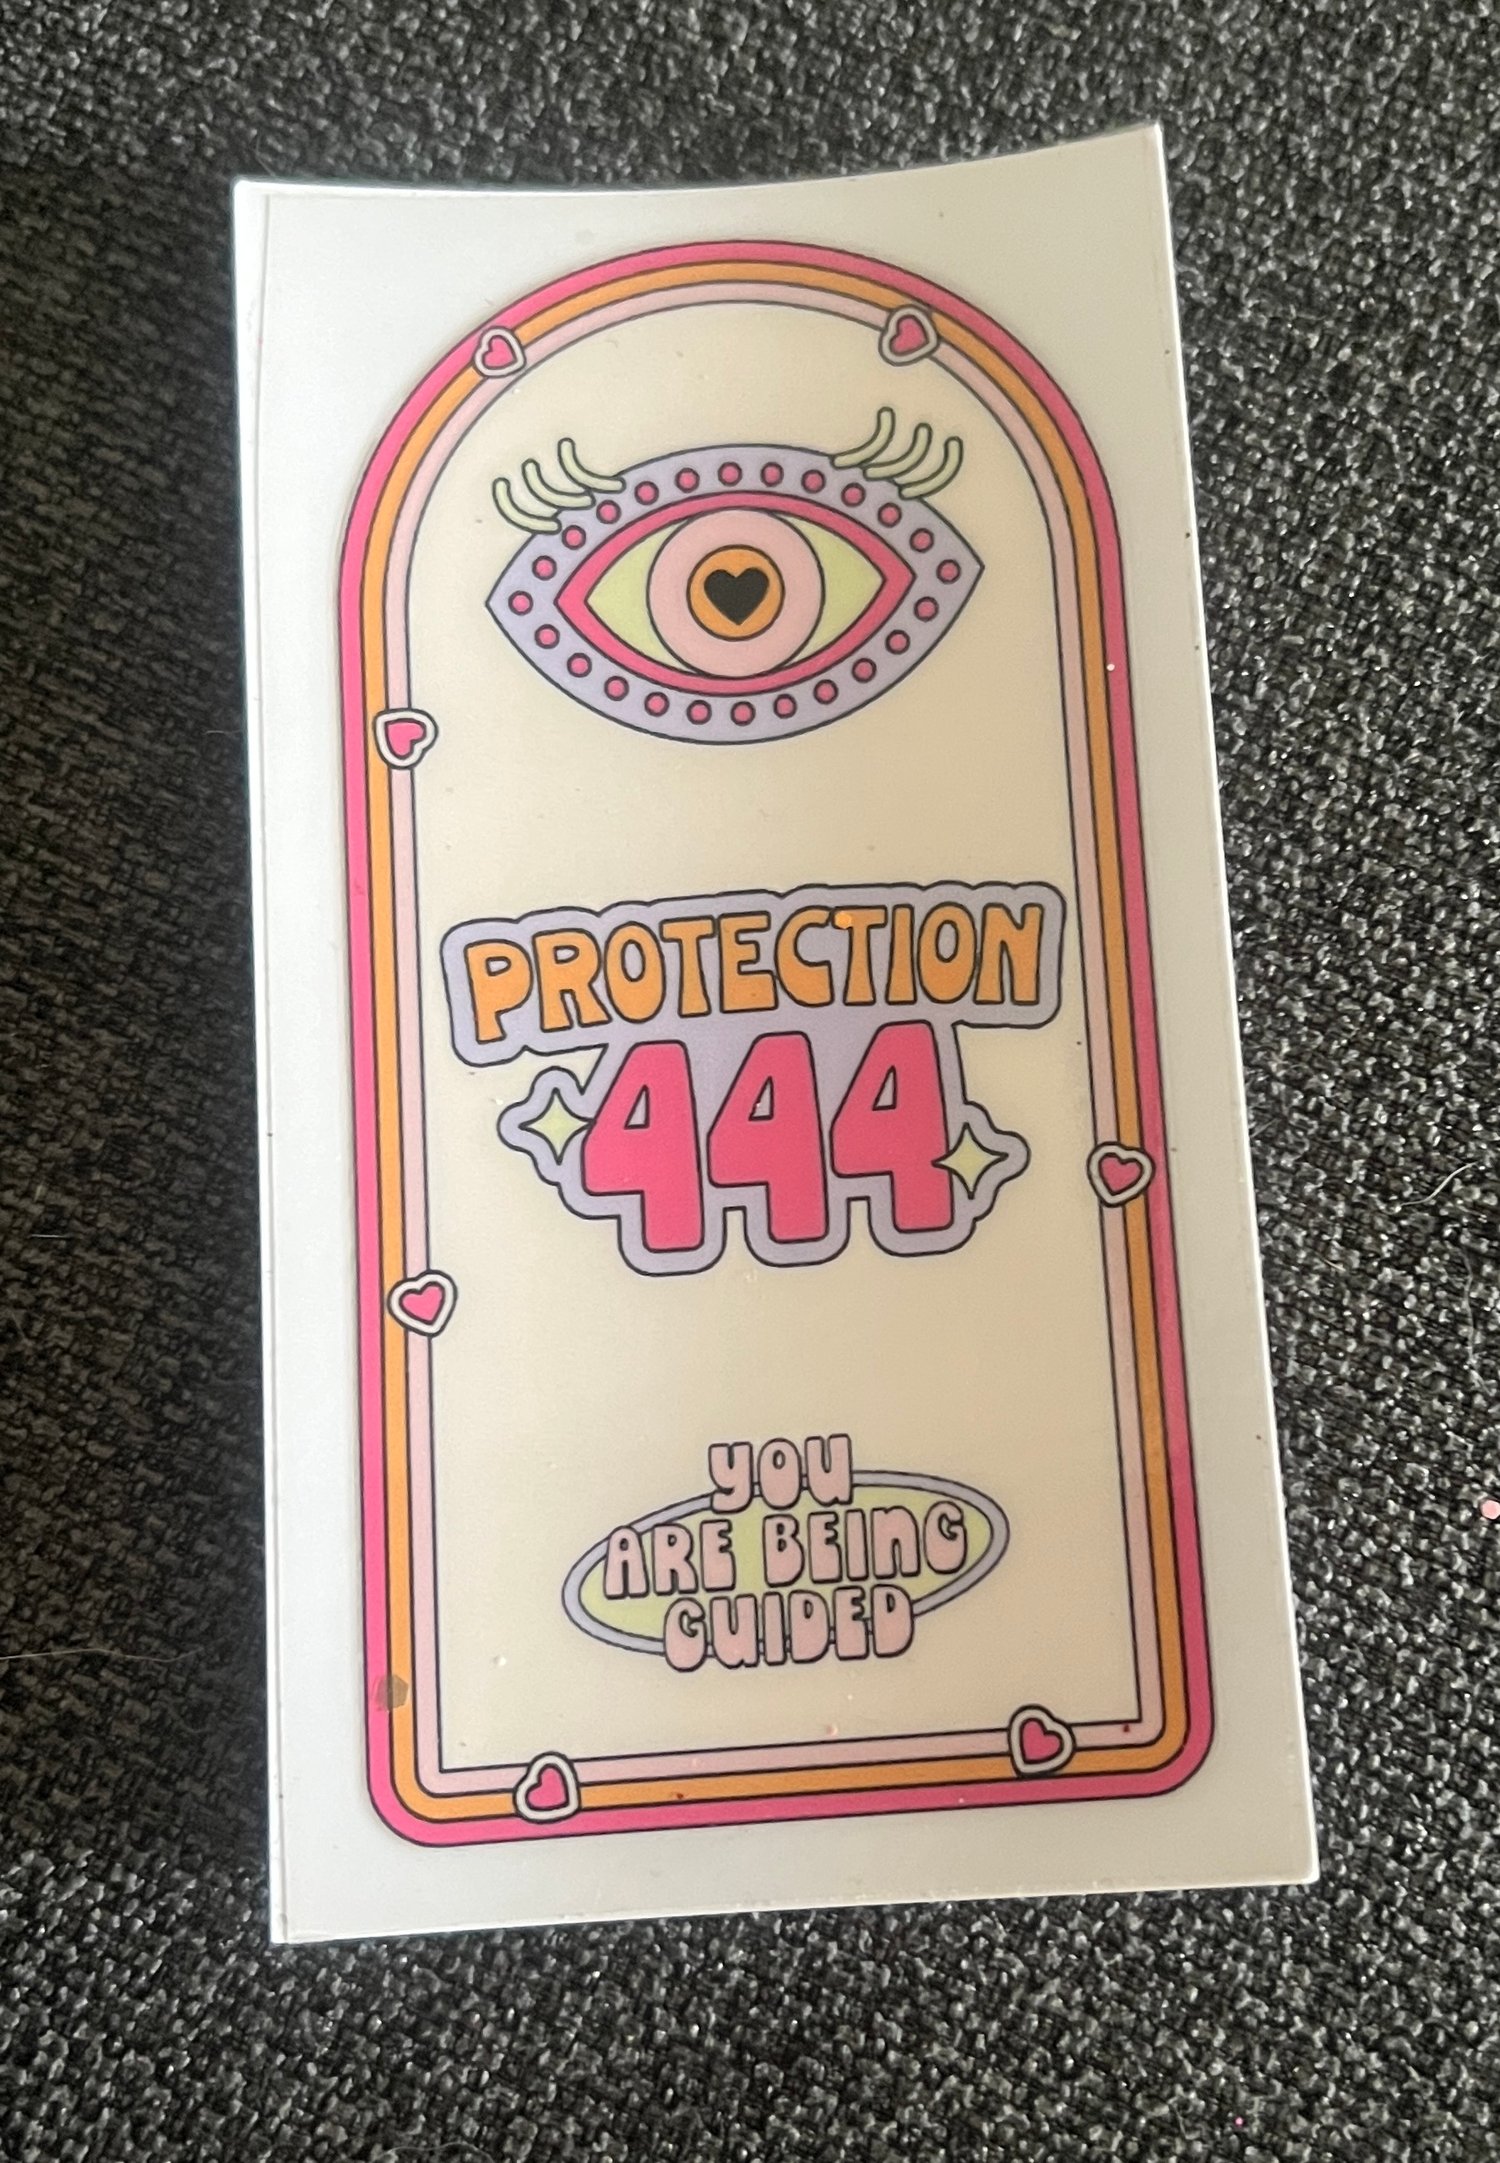 PROTECTION
444
YOU
ARE BEING
GUIDED